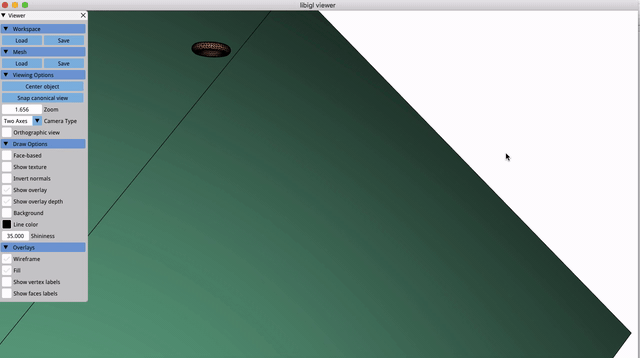 libigl viewer
▼ Viewer
Workspace
Load Save
Mesh
Load Save
Viewing Options
Center object
Snap canonical view
1.656 Zoom
Two Axes Camera Type
Orthographic view
Draw Options
Face-based
Show texture
Invert normals
Show overlay
Show overlay depth
Background
Line color
35.000 Shininess
Overlays
Wireframe
Fill
Show vertex labels
Show faces labels